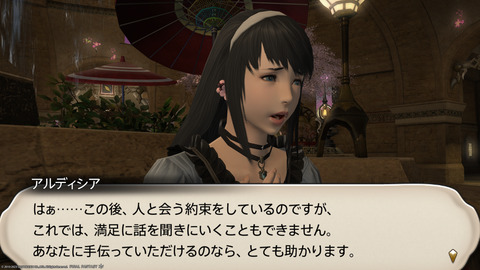 アルディシア
はぁ……この後、人と会う約束をしているのですが、
これでは、満足に話を聞きにいくこともできません。
あなたに手伝っていただけるのなら、とても助かります。
FINAL FANTASY XIV